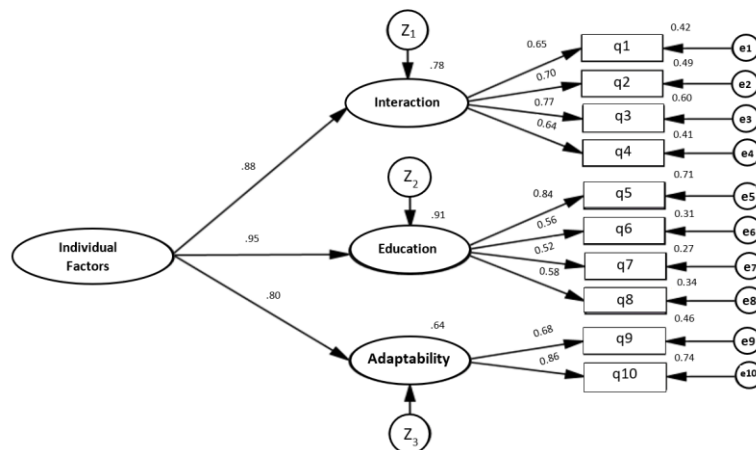 Z1
0.42
0.65
q1
e1
.78
0.49
0.70
q2
e2
Interaction
0.60
0.77
q3
e3
0.64
0.41
q4
e4
.88
0.71
Z2
0.84
q5
e5
.91
0.31
0.56
q6
e6
.95
Education
0.52
0.27
q7
e7
Individual
Factors
0.58
0.34
q8
e8
.80
0.46
.64
0.68
q9
e9
Adaptability
0.86
0.74
q10
e10
Z3